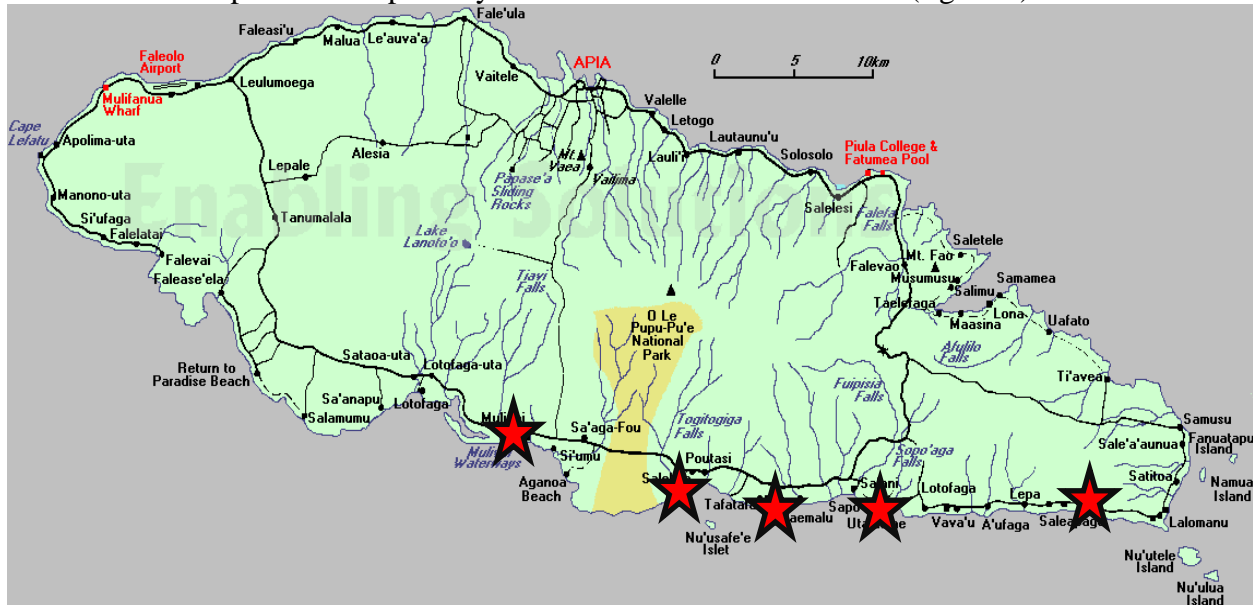 Fale'ula
Faleasi'u
Malua
Le'auva'a
Faleolo
Airport
Leulumoega
Vaitele
APIA
0 5 10km
Mulifanua
Wharf
Valelle
Letogo
Lautaunu'u
Cape
Lefatu
Apolima-uta
Lepale
Alesia
Mt.
Vaea
Vailima
Lauli'i
Solosolo
Piula College &
Fatumea Pool
Papase'a
Sliding
Rocks
Enabling Solution
Manono-uta
Si'ufaga
Falelatai
Tanumalala
Salelesi
Falefa
Falls
Lake
Lanoto'o
Saletele
Falevai
Falease'ela
Tiavi
Falls
Falevao
Mt. Fao
Musumusu
Samamea
Salimu
Taelefaga
Lona
Maasina
Uafato
O Le
Pupu-Pu'e
National
Park
Afulilo
Falls
Return to
Paradise Beach
Sataoa-uta
Lotofaga-uta
Fuipisia
Falls
Ti'avea
Sa'anapu
Salamumu
Lotofaga
Togitogiga
Falls
Samusu
Fanuatapu
Island
Sa'aga-Fou
Sale'a'aunua
Si'umu
Poutasi
Sopo'aga
Falls
Satitoa
Namua
Island
Aganoa
Beach
Lotofaga
Lepa
Vava'u
A'ufaga
Lalomanu
Nu'usafe'e
Islet
Nu'utele
Island
Nu'ulua
Island